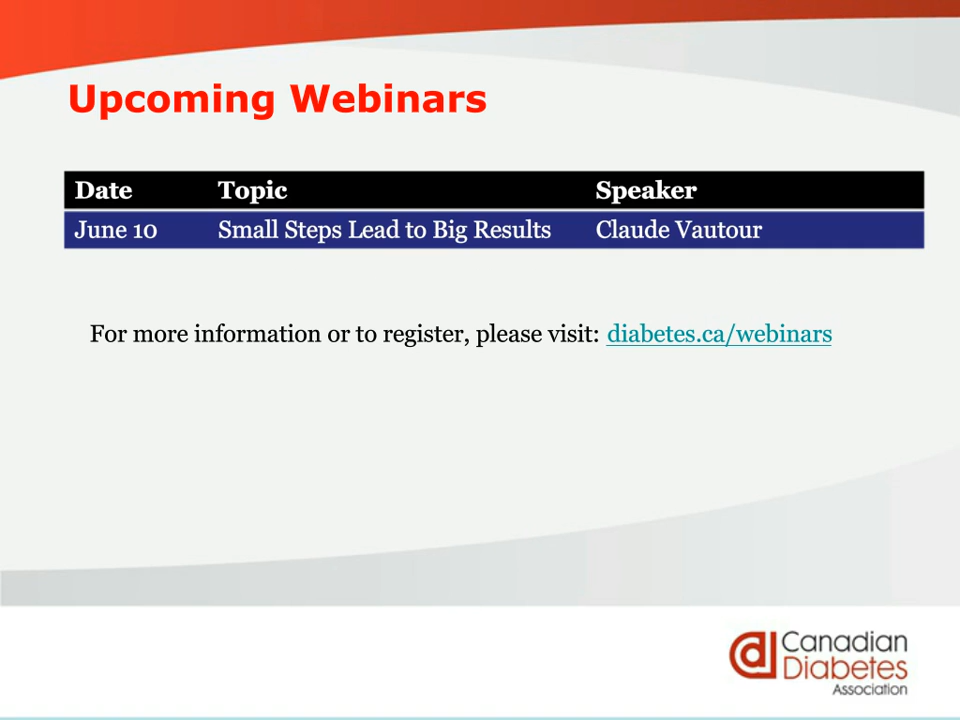 Upcoming Webinars
Date Topic Speaker
June 10 Small Steps Lead to Big Results Claude Vautour
For more information or to register, please visit: diabetes.ca/webinars
Canadian
Diabetes
Association